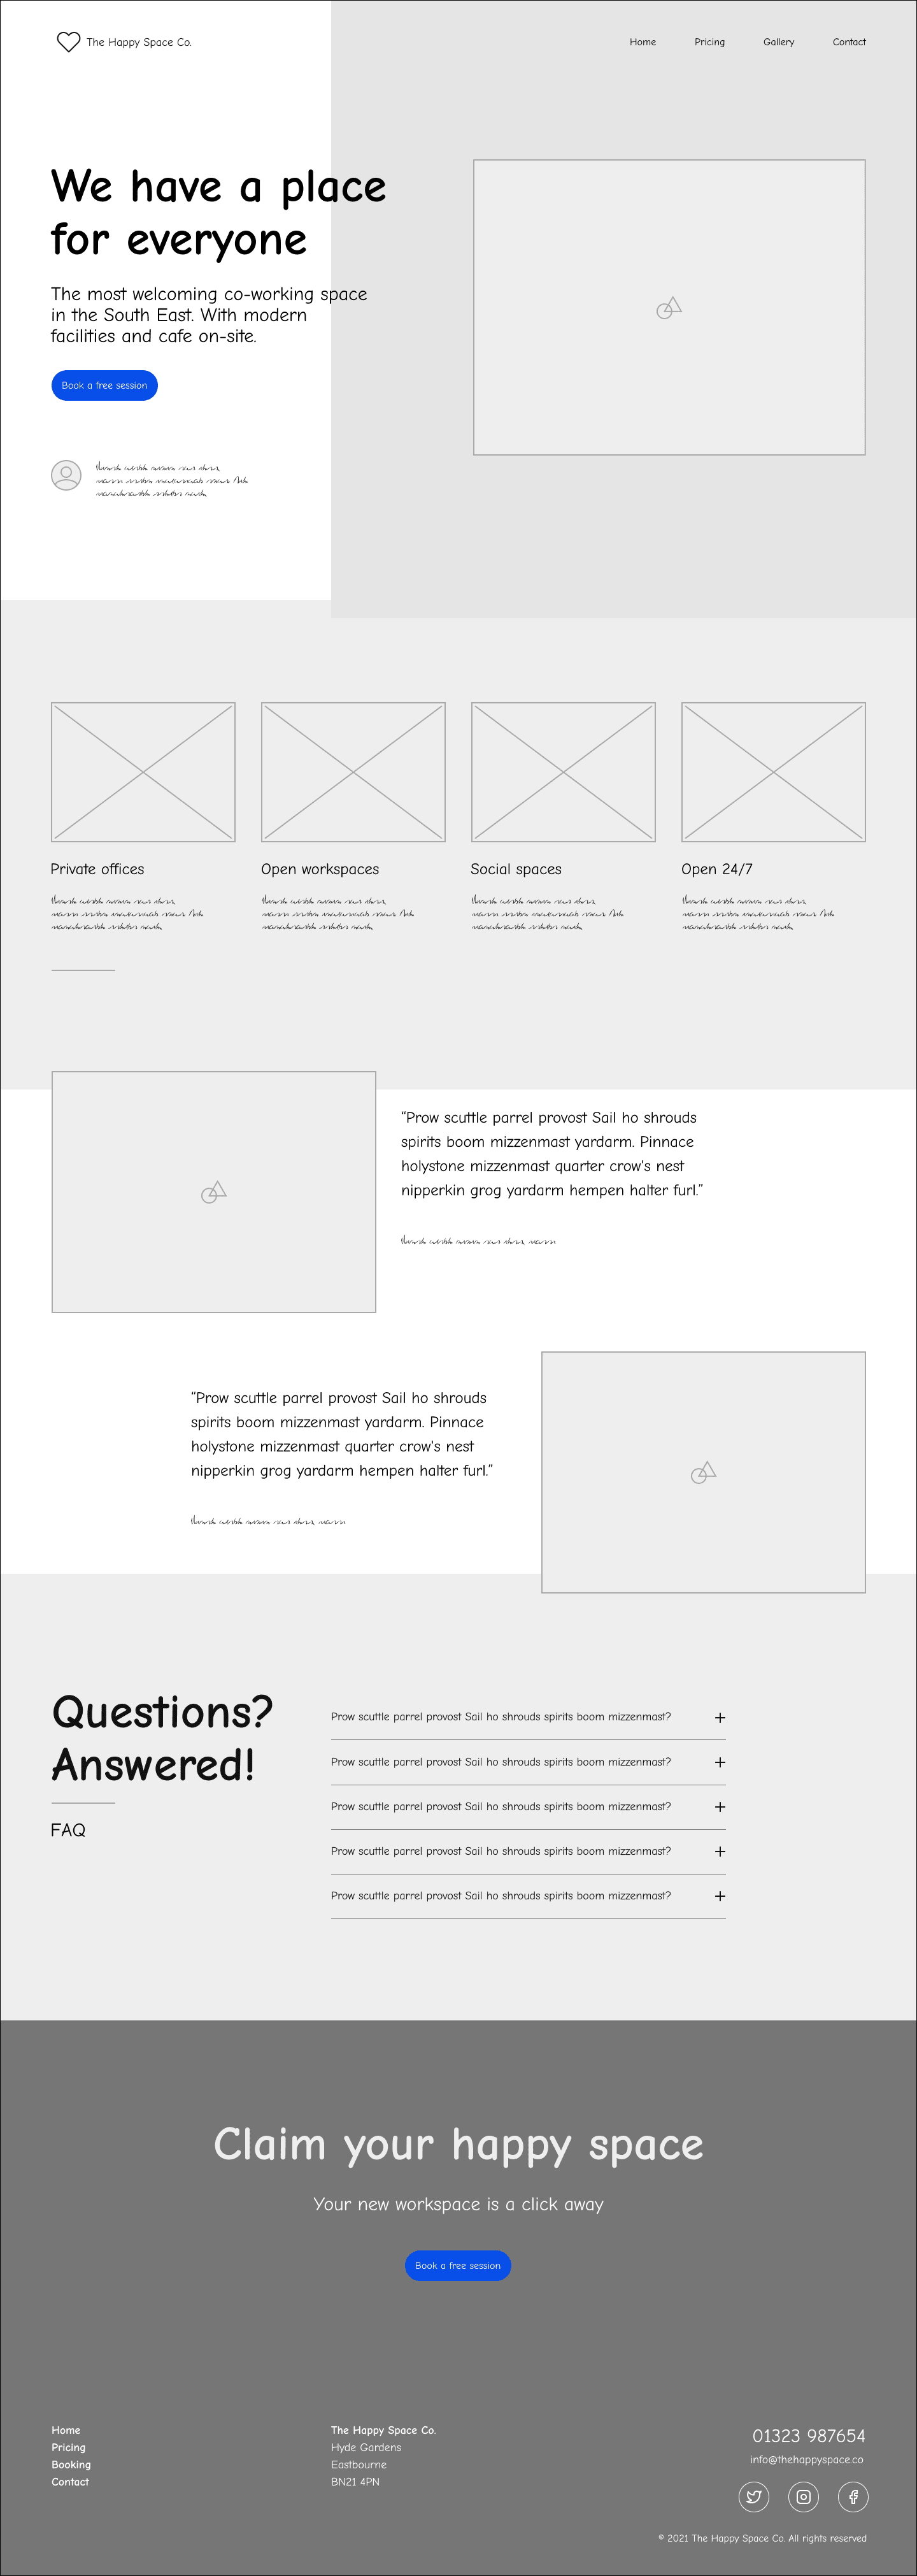 The Happy Space Co.
Home
Pricing
Gallery
Contact
We have a place
for everyone
The most welcoming co-working space
in the South East. With modern
facilities and cafe on-site.
Book a free session
Private offices
Open workspaces
Social spaces
Open 24/7
“Prow scuttle parrel provost Sail ho shrouds
spirits boom mizzenmast yardarm. Pinnace
holystone mizzenmast quarter crow's nest
nipperkin grog yardarm hempen halter furl.”
“Prow scuttle parrel provost Sail ho shrouds
spirits boom mizzenmast yardarm. Pinnace
holystone mizzenmast quarter crow's nest
nipperkin grog yardarm hempen halter furl.”
Questions?
Answered!
FAQ
Prow scuttle parrel provost Sail ho shrouds spirits boom mizzenmast?
Prow scuttle parrel provost Sail ho shrouds spirits boom mizzenmast?
Prow scuttle parrel provost Sail ho shrouds spirits boom mizzenmast?
Prow scuttle parrel provost Sail ho shrouds spirits boom mizzenmast?
Prow scuttle parrel provost Sail ho shrouds spirits boom mizzenmast?
Claim your happy space
Your new workspace is a click away
Book a free session
Home
Pricing
Booking
Contact
The Happy Space Co.
Hyde Gardens
Eastbourne
BN21 4PN
01323 987654
info@thehappyspace.co
© 2021 The Happy Space Co. All rights reserved